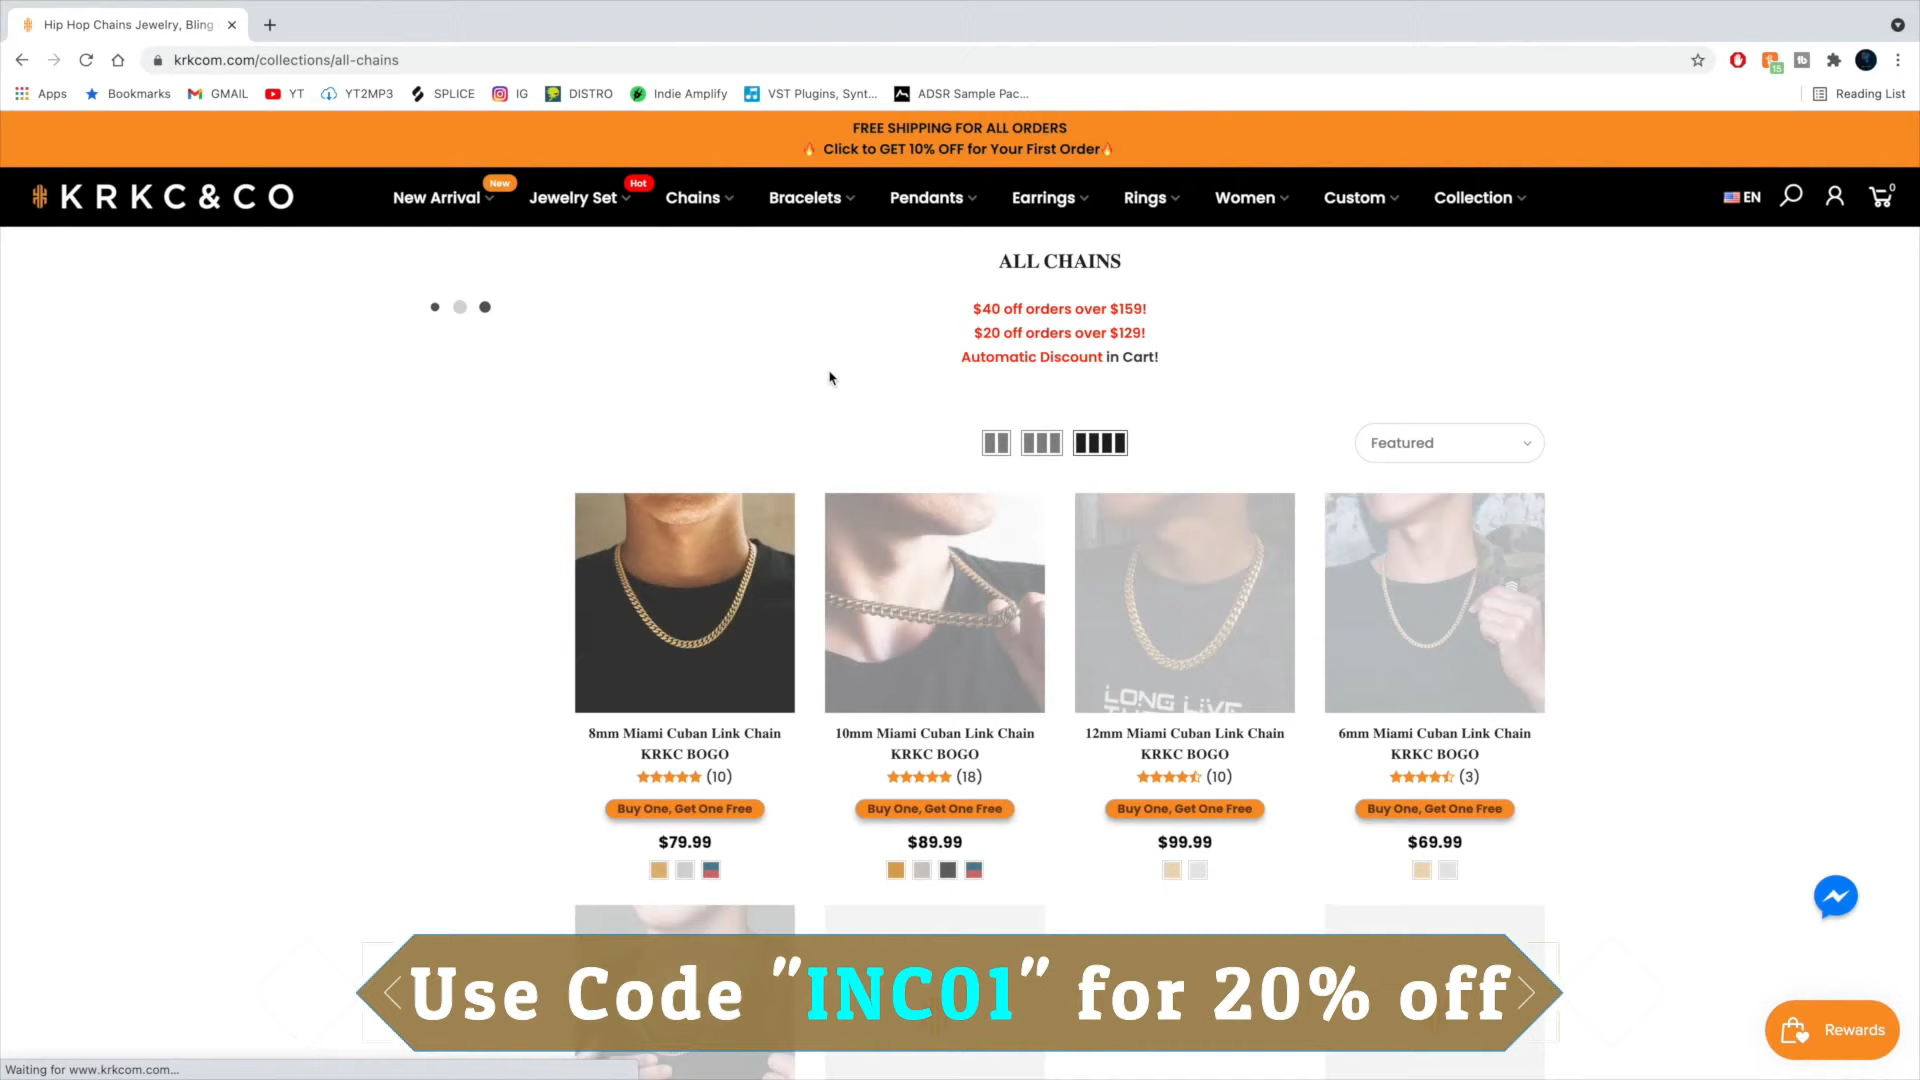 Hip Hop Chains Jewelry, Bling
krkcom.com/collections/all-chains
15
Apps
Bookmarks
GMAIL
YT
YT2MP3
SPLICE
IG
DISTRO
Indie Amplify
VST Plugins, Synt...
ADSR Sample Pac...
Reading List
FREE SHIPPING FOR ALL ORDERS
🔥 Click to GET 10% OFF for Your First Order🔥
KRKC&CO
New Arrival
New
Jewelry Set
Hot
Chains
Bracelets
Pendants
Earrings
Rings
Women
Custom
Collection
EN
0
ALL CHAINS
$40 off orders over $159!
$20 off orders over $129!
Automatic Discount in Cart!
Featured
LONG LIVE
8mm Miami Cuban Link Chain
KRKC BOGO
(10)
Buy One, Get One Free
$79.99
10mm Miami Cuban Link Chain
KRKC BOGO
(18)
Buy One, Get One Free
$89.99
12mm Miami Cuban Link Chain
KRKC BOGO
(10)
Buy One, Get One Free
$99.99
6mm Miami Cuban Link Chain
KRKC BOGO
(3)
Buy One, Get One Free
$69.99
Use Code "INC01" for 20% off
Rewards
Waiting for www.krkcom.com...